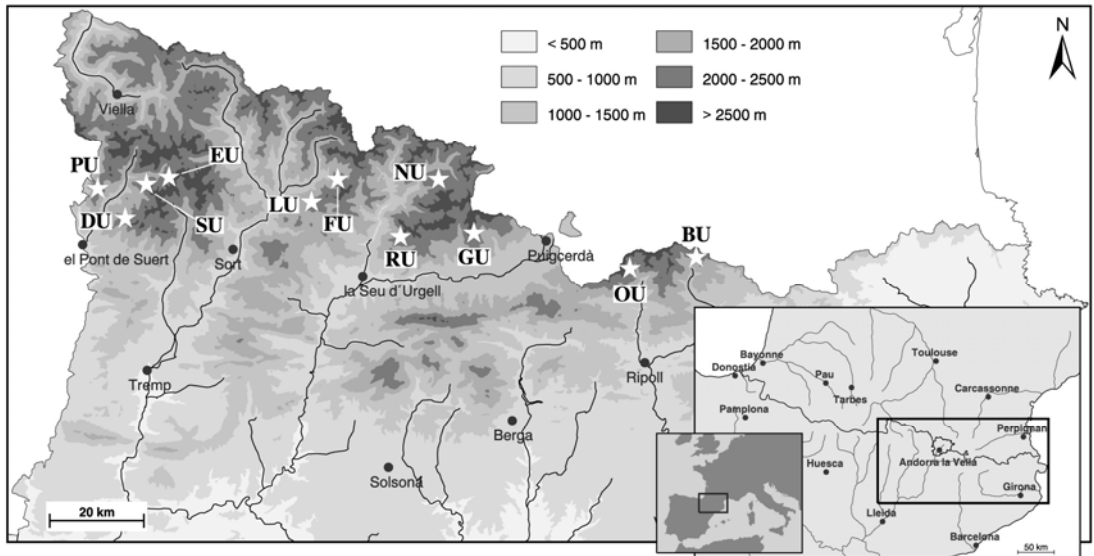 N
< 500 m
1500 - 2000 m
500 - 1000 m
2000 - 2500 m
1000 - 1500 m
> 2500 m
Viella
PU
EU
NU
LU
DU
SU
FU
RU
GU
BU
OU
el Pont de Suert
Sort
Puigcerdà
la Seu d´Urgell
Tremp
Ripoll
Berga
Solsona
20 km
Bayonne
Donostia
Toulouse
Pau
Tarbes
Carcassonne
Pamplona
Perpignan
Andorra la Vella
Huesca
Girona
Lleida
Barcelona
50 km